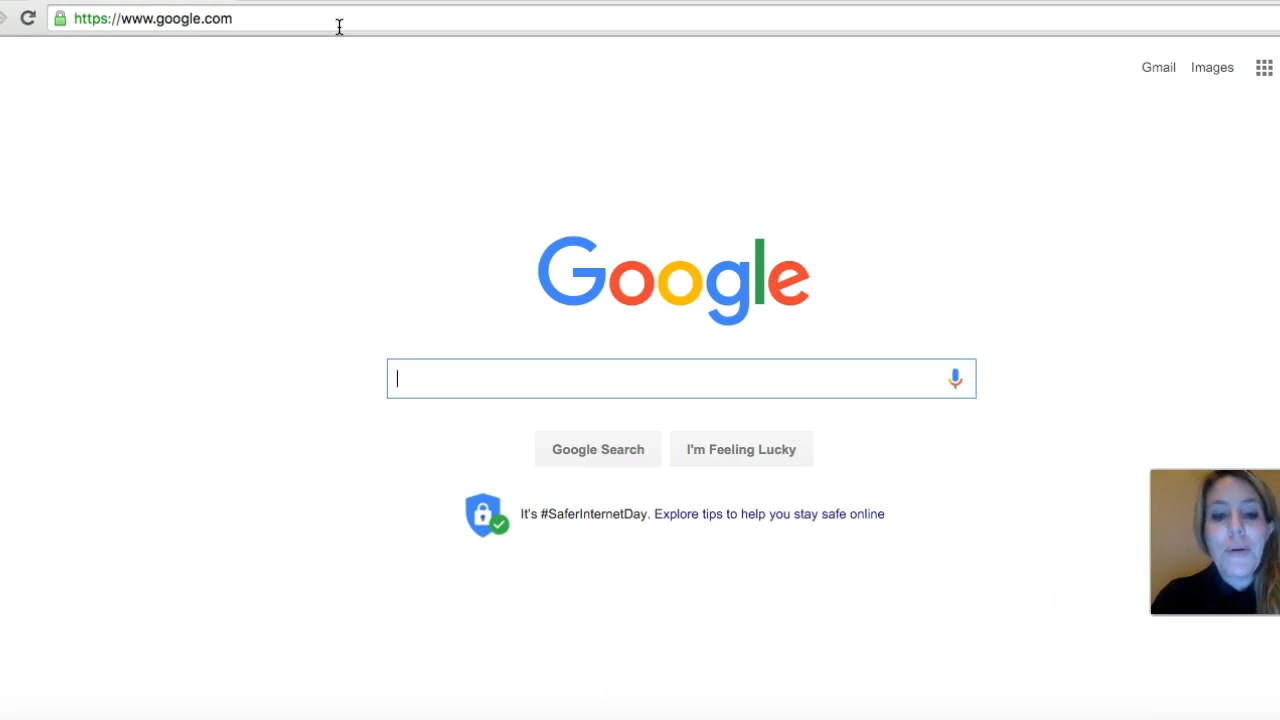 https://www.google.com
Gmail Images
Google
Google Search I'm Feeling Lucky
It's #SaferInternetDay. Explore tips to help you stay safe online